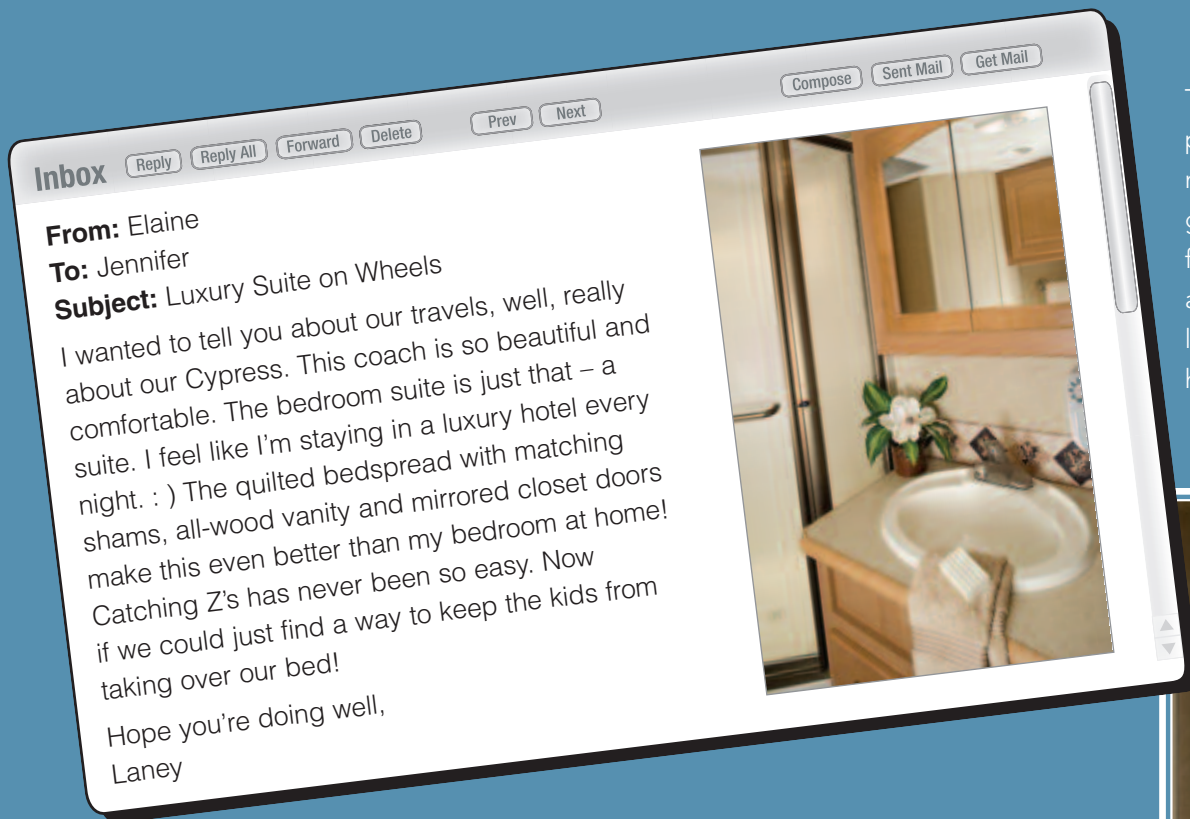 Inbox Reply Reply All Forward Delete Prev Next Compose Sent Mail Get Mail
From: Elaine
To: Jennifer
Subject: Luxury Suite on Wheels
I wanted to tell you about our travels, well, really
about our Cypress. This coach is so beautiful and
comfortable. The bedroom suite is just that – a
suite. I feel like I’m staying in a luxury hotel every
night. : ) The quilted bedspread with matching
shams, all-wood vanity and mirrored closet doors
make this even better than my bedroom at home!
Catching Z’s has never been so easy. Now
if we could just find a way to keep the kids from
taking over our bed!
Hope you’re doing well,
Laney